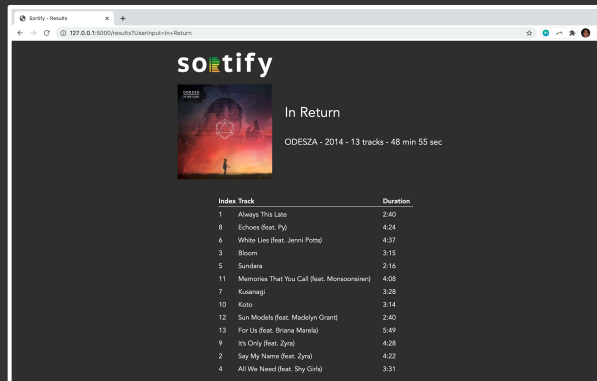 Sortify - Results
127.0.0.1:5000/results?UserInput=In+Return
sortify
ODESZA
In Return
ODESZA - 2014 - 13 tracks - 48 min 55 sec
Index Track Duration
1 Always This Late 2:40
8 Echoes (feat. Py) 4:24
6 White Lies (feat. Jenni Potts) 4:37
3 Bloom 3:15
5 Sundara 2:16
11 Memories That You Call (feat. Monsoonsiren) 4:08
7 Kusanagi 3:28
10 Koto 3:14
12 Sun Models (feat. Madelyn Grant) 2:40
13 For Us (feat. Briana Marela) 5:49
9 It's Only (feat. Zyra) 4:28
2 Say My Name (feat. Zyra) 4:22
4 All We Need (feat. Shy Girls) 3:31